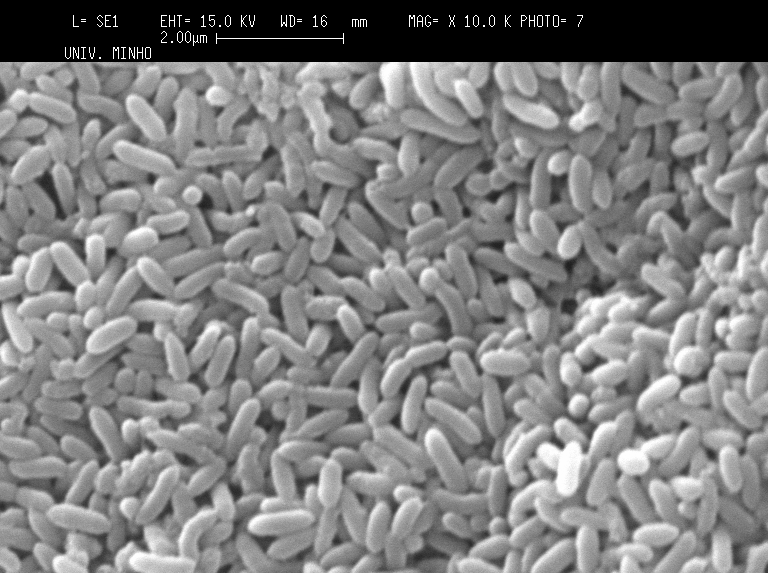 L= SE1 EHT= 15.0 KV WD= 16 mm MAG= X 10.0 K PHOTO= 7
2.00µm
UNIV. MINHO